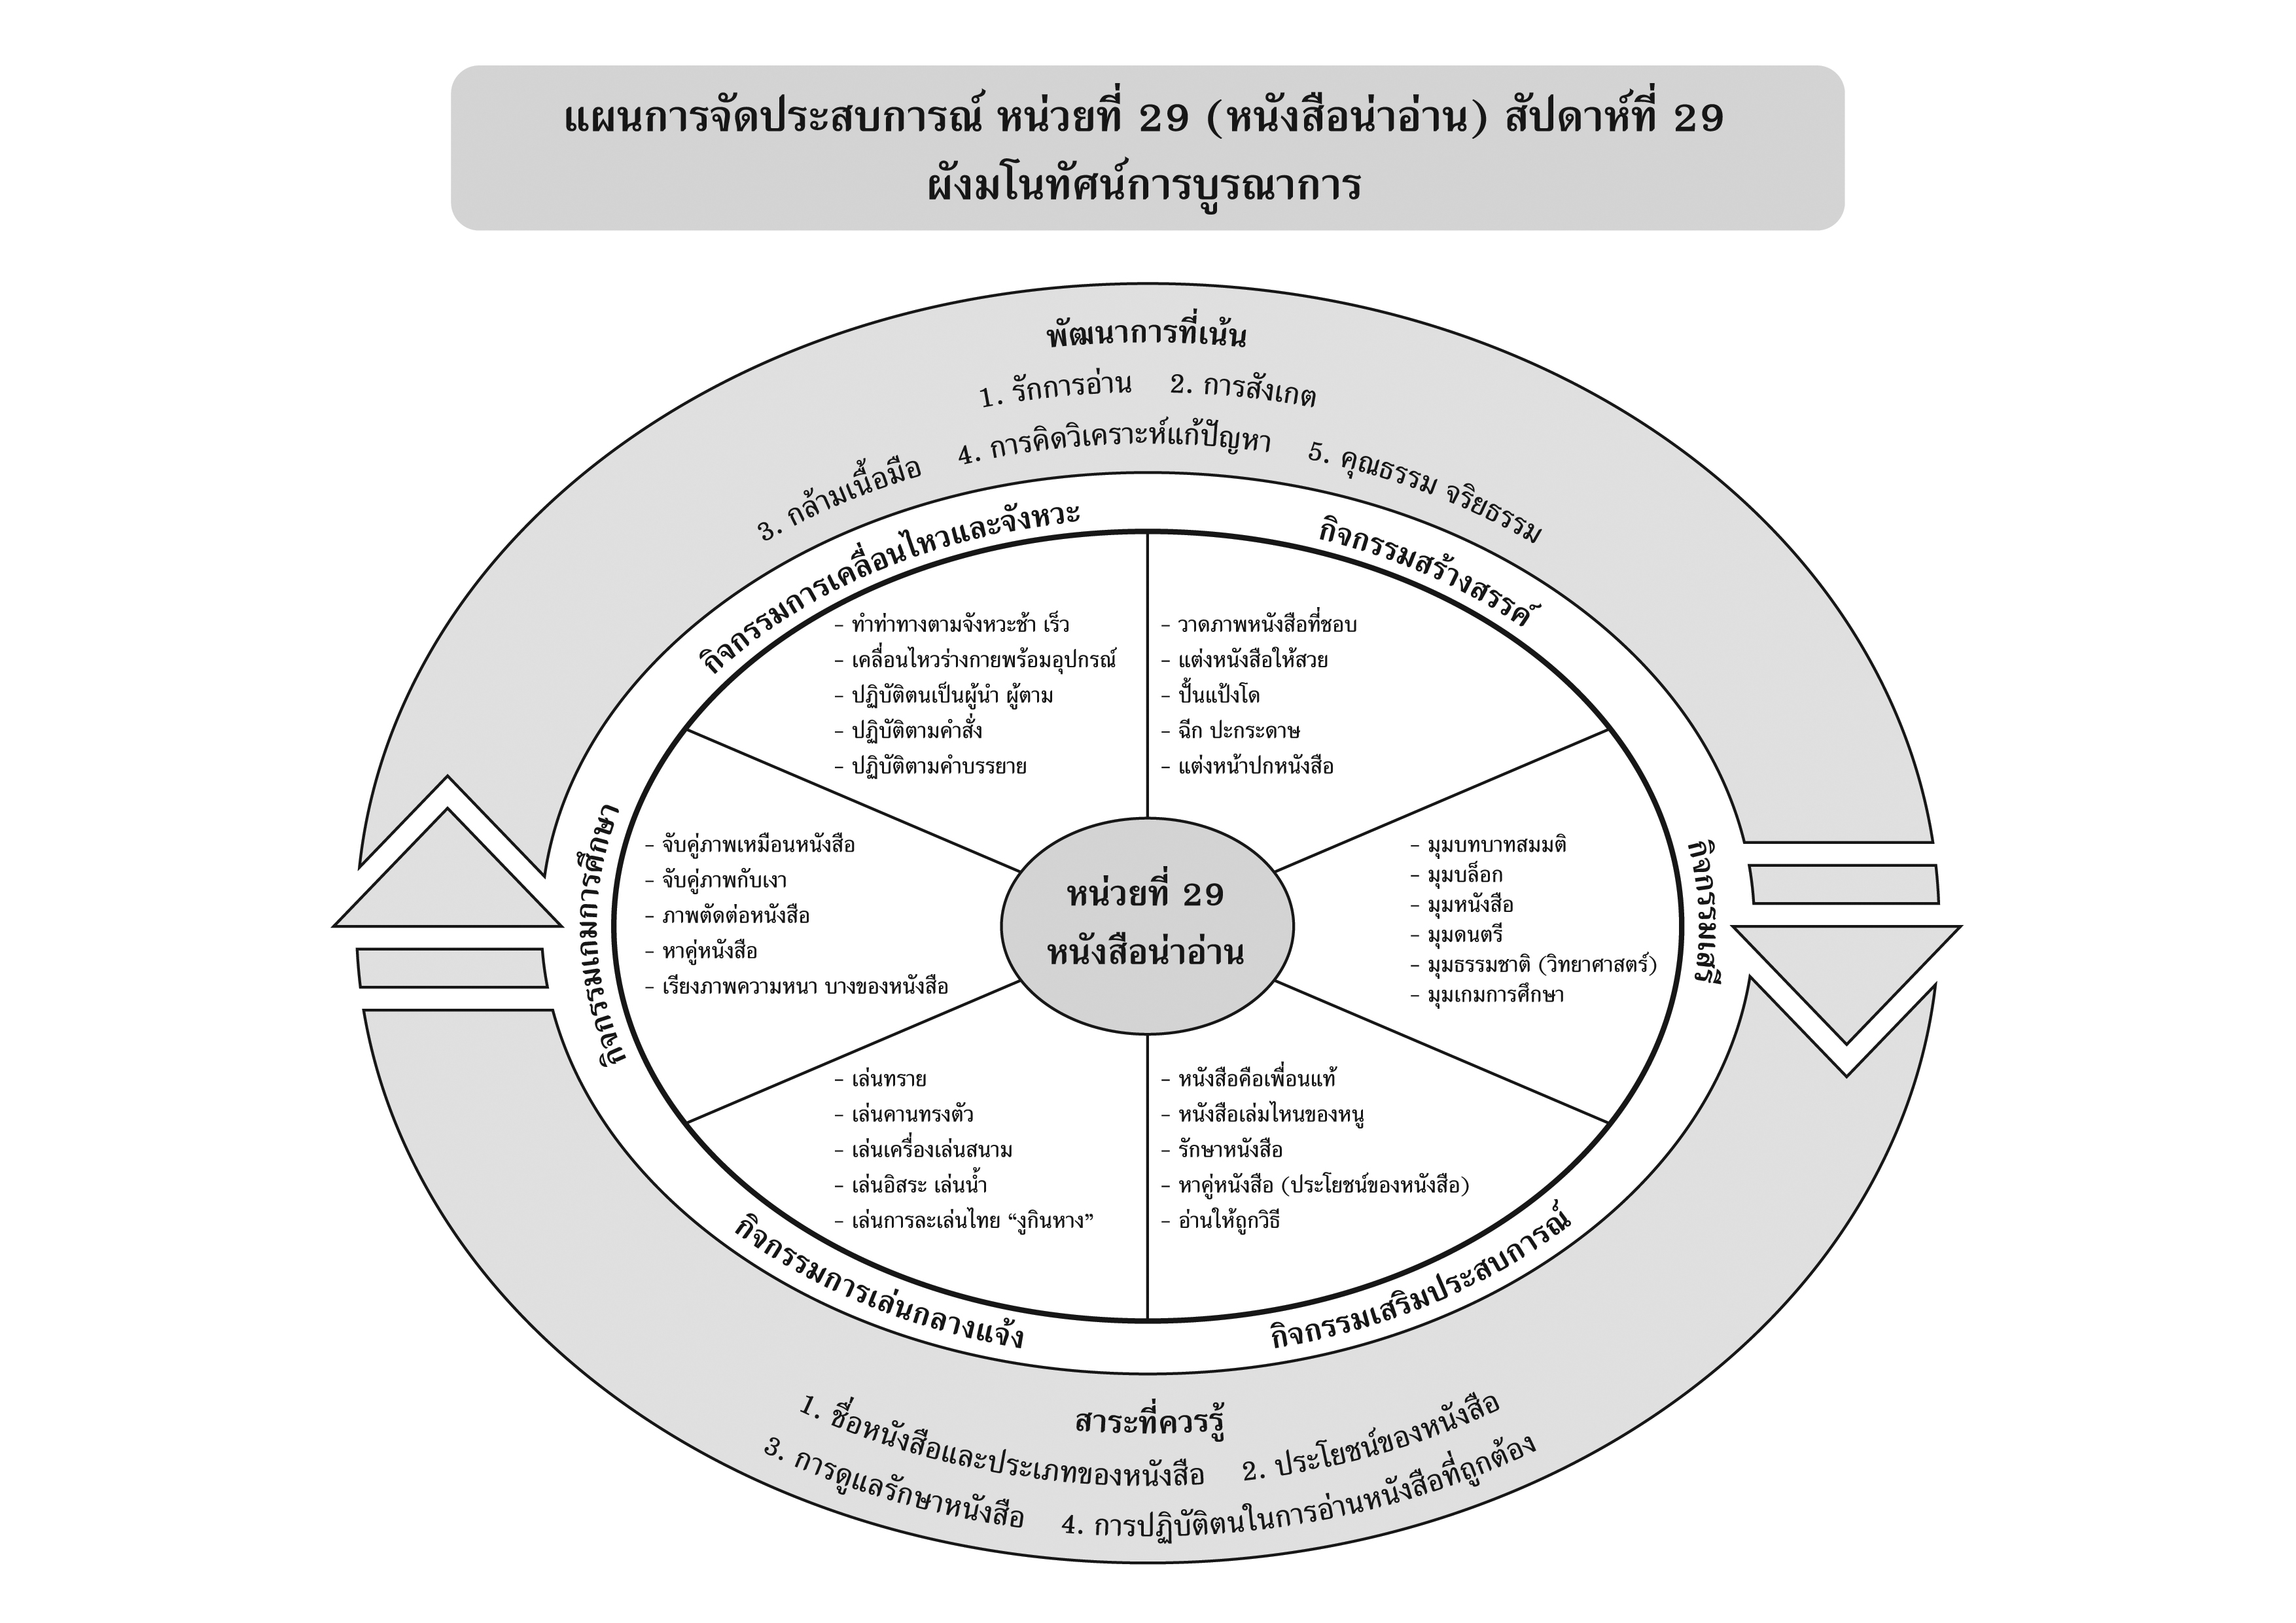 แผนการจัดประสบการณ์ หน่วยที่ 29 (หนังสือน่าอ่าน) สัปดาห์ที่ 29
ผังมโนทัศน์การบูรณาการ
พัฒนาการที่เน้น
1. รักการอ่าน 2. การสังเกต
3. กล้ามเนื้อมือ 4. การคิดวิเคราะห์แก้ปัญหา 5. คุณธรรม จริยธรรม
กิจกรรมการเคลื่อนไหวและจังหวะ
- ทำท่าทางตามจังหวะช้า เร็ว
- เคลื่อนไหวร่างกายพร้อมอุปกรณ์
- ปฏิบัติตนเป็นผู้นำ ผู้ตาม
- ปฏิบัติตามคำสั่ง
- ปฏิบัติตามคำบรรยาย
กิจกรรมสร้างสรรค์
- วาดภาพหนังสือที่ชอบ
- แต่งหนังสือให้สวย
- ปั้นแป้งโด
- ฉีก ปะกระดาษ
- แต่งหน้าปกหนังสือ
กิจกรรมเกมการศึกษา
- จับคู่ภาพเหมือนหนังสือ
- จับคู่ภาพกับเงา
- ภาพตัดต่อหนังสือ
- หาคู่หนังสือ
- เรียงภาพความหนา บางของหนังสือ
หน่วยที่ 29
หนังสือน่าอ่าน
กิจกรรมเสรี
- มุมบทบาทสมมติ
- มุมบล็อก
- มุมหนังสือ
- มุมดนตรี
- มุมธรรมชาติ (วิทยาศาสตร์)
- มุมเกมการศึกษา
กิจกรรมการเล่นกลางแจ้ง
- เล่นทราย
- เล่นคานทรงตัว
- เล่นเครื่องเล่นสนาม
- เล่นอิสระ เล่นน้ำ
- เล่นการละเล่นไทย “งูกินหาง”
กิจกรรมเสริมประสบการณ์
- หนังสือคือเพื่อนแท้
- หนังสือเล่มไหนของหนู
- รักษาหนังสือ
- หาคู่หนังสือ (ประโยชน์ของหนังสือ)
- อ่านให้ถูกวิธี
สาระที่ควรรู้
1. ชื่อหนังสือและประเภทของหนังสือ 2. ประโยชน์ของหนังสือ
3. การดูแลรักษาหนังสือ 4. การปฏิบัติตนในการอ่านหนังสือที่ถูกต้อง